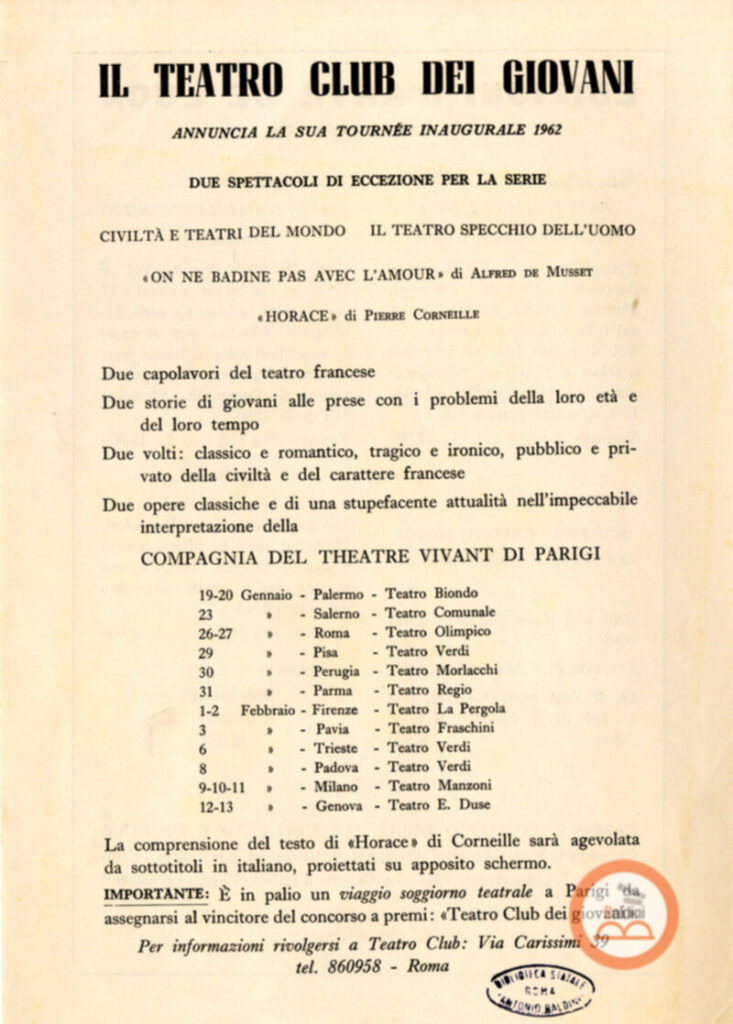 IL TEATRO CLUB DEI GIOVANI
ANNUNCIA LA SUA TOURNÉE INAUGURALE 1962
DUE SPETTACOLI DI ECCEZIONE PER LA SERIE
CIVILTÀ E TEATRI DEL MONDO IL TEATRO SPECCHIO DELL'UOMO
«ON NE BADINE PAS AVEC L'AMOUR» di ALFRED DE MUSSET
«HORACE» di PIERRE CORNEILLE
Due capolavori del teatro francese
Due storie di giovani alle prese con i problemi della loro età e
del loro tempo
Due volti: classico e romantico, tragico e ironico, pubblico e pri-
vato della civiltà e del carattere francese
Due opere classiche e di una stupefacente attualità nell'impeccabile
interpretazione della
COMPAGNIA DEL THEATRE VIVANT DI PARIGI
19-20 Gennaio - Palermo - Teatro Biondo
23 » - Salerno - Teatro Comunale
26-27 » - Roma - Teatro Olimpico
29 » - Pisa - Teatro Verdi
30 » - Perugia - Teatro Morlacchi
31 » - Parma - Teatro Regio
1-2 Febbraio - Firenze - Teatro La Pergola
3 » - Pavia - Teatro Fraschini
6 » - Trieste - Teatro Verdi
8 » - Padova - Teatro Verdi
9-10-11 » - Milano - Teatro Manzoni
12-13 » - Genova - Teatro E. Duse
La comprensione del testo di «Horace» di Corneille sarà agevolata
da sottotitoli in italiano, proiettati su apposito schermo.
IMPORTANTE: È in palio un viaggio soggiorno teatrale a Parigi da
assegnarsi al vincitore del concorso a premi: «Teatro Club dei giovani»
Per informazioni rivolgersi a Teatro Club: Via Carissimi 39
tel. 860958 - Roma
BIBLIOTECA STATALE
ROMA
"ANTONIO BALDINI"